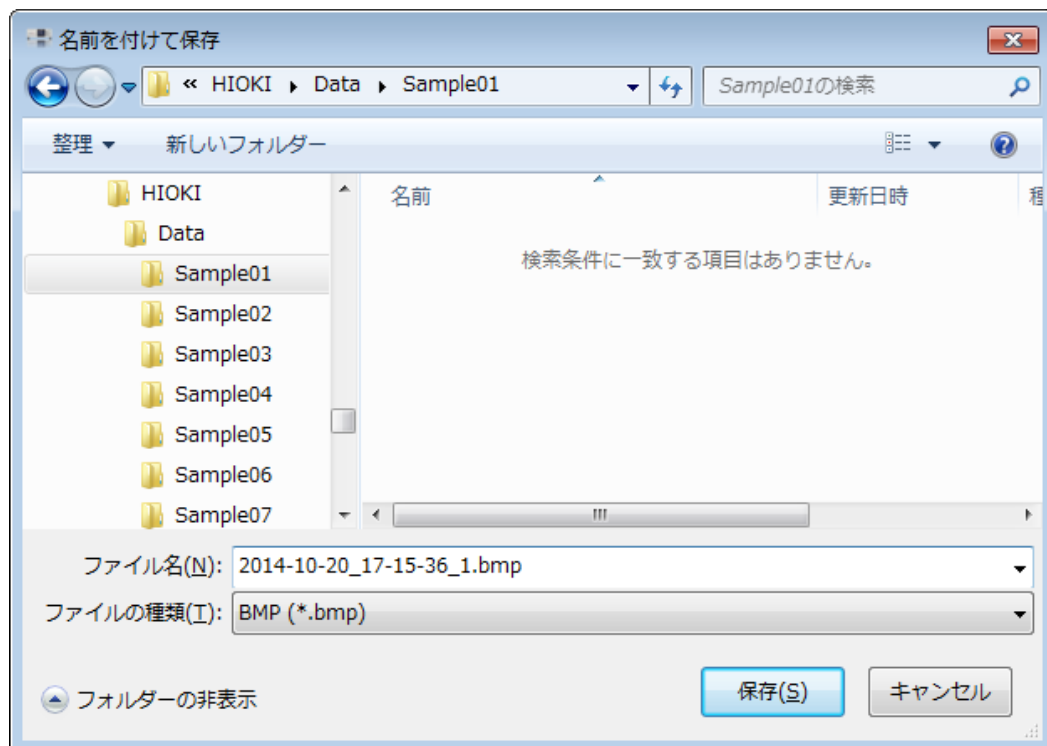 名前を付けて保存
« HIOKI ▸ Data ▸ Sample01
Sample01の検索
整理 ▼ 新しいフォルダー
HIOKI
Data
Sample01
Sample02
Sample03
Sample04
Sample05
Sample06
Sample07
名前 更新日時 種
検索条件に一致する項目はありません。
ファイル名(N): 2014-10-20_17-15-36_1.bmp
ファイルの種類(T): BMP (*.bmp)
フォルダーの非表示 保存(S) キャンセル